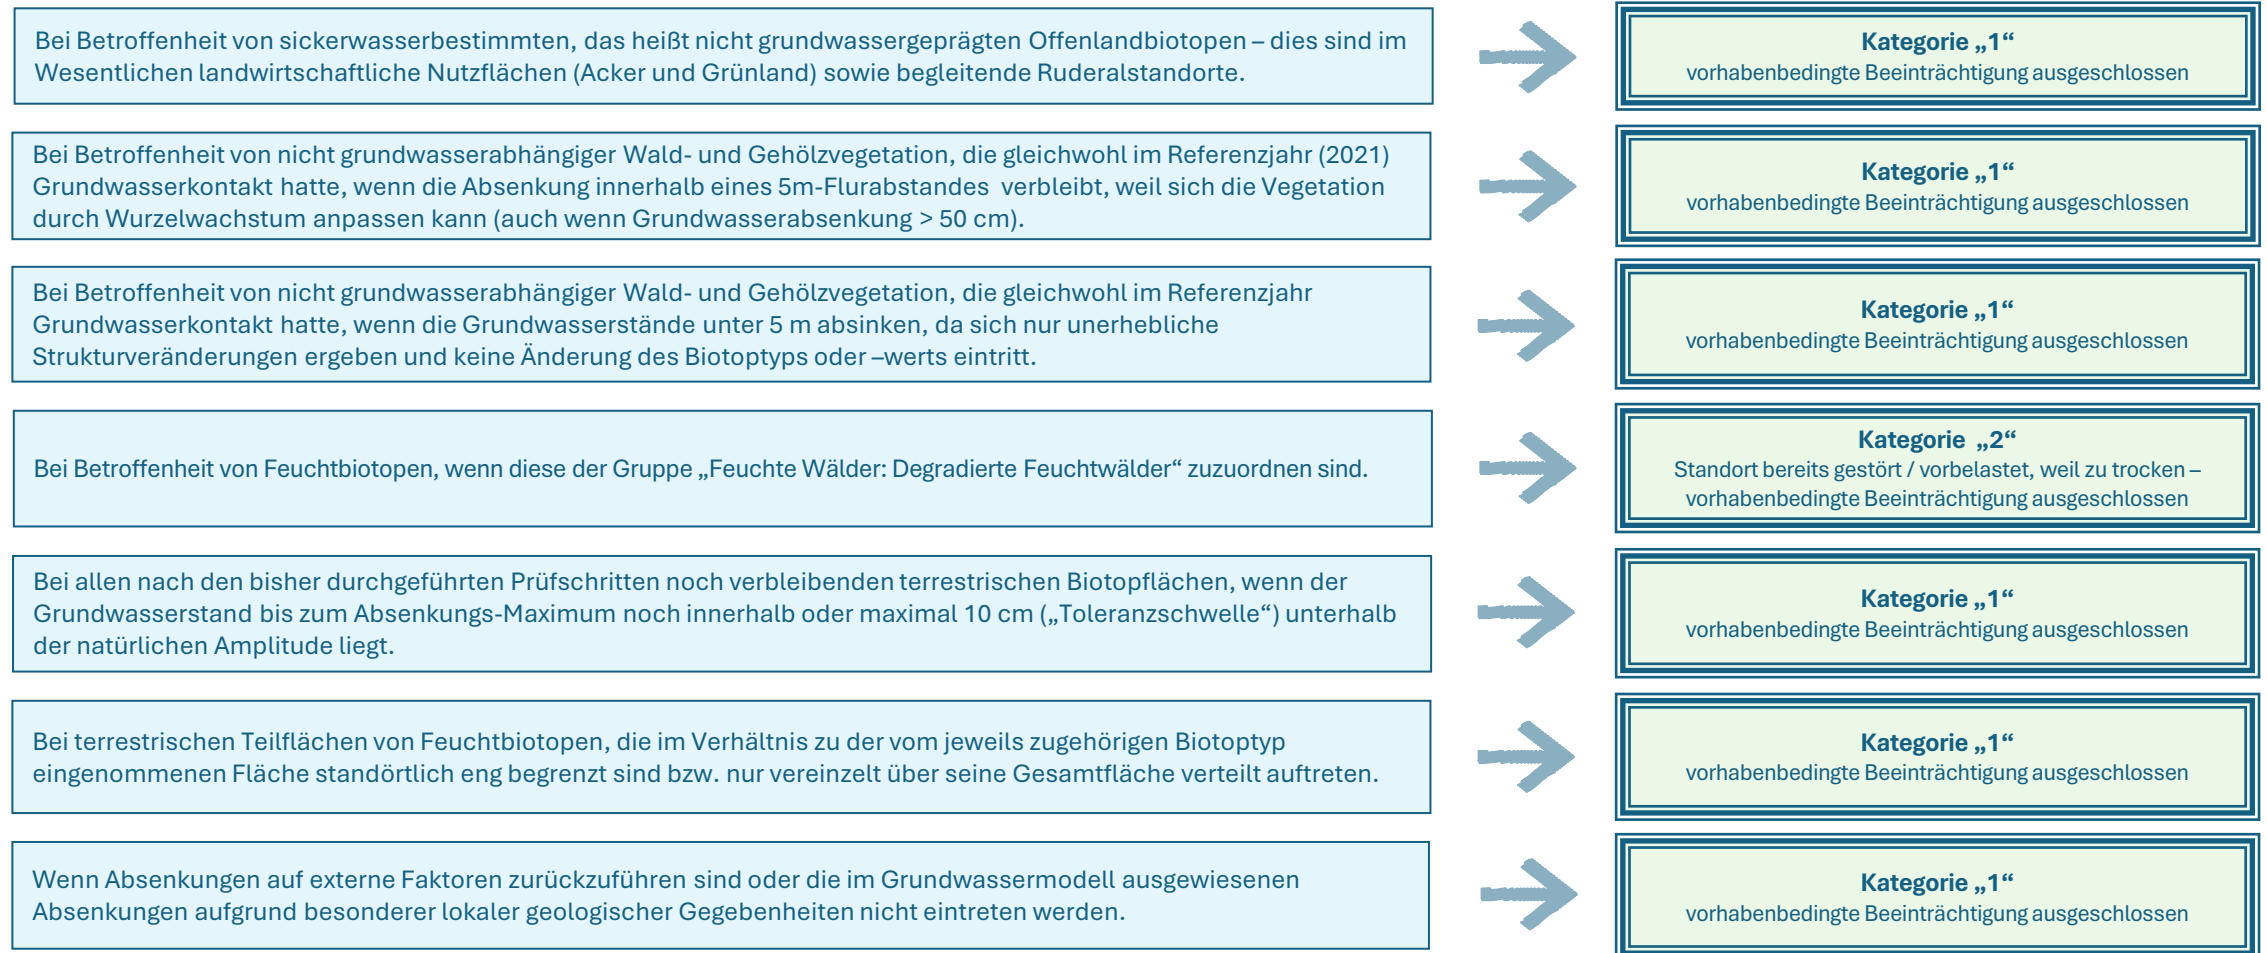 Bei Betroffenheit von sickerwasserbestimmten, das heißt nicht grundwassergeprägten Offenlandbiotopen – dies sind im
Wesentlichen landwirtschaftliche Nutzflächen (Acker und Grünland) sowie begleitende Ruderalstandorte.
Kategorie „1“
vorhabenbedingte Beeinträchtigung ausgeschlossen
Bei Betroffenheit von nicht grundwasserabhängiger Wald- und Gehölzvegetation, die gleichwohl im Referenzjahr (2021)
Grundwasserkontakt hatte, wenn die Absenkung innerhalb eines 5m-Flurabstandes verbleibt, weil sich die Vegetation
durch Wurzelwachstum anpassen kann (auch wenn Grundwasserabsenkung > 50 cm).
Kategorie „1“
vorhabenbedingte Beeinträchtigung ausgeschlossen
Bei Betroffenheit von nicht grundwasserabhängiger Wald- und Gehölzvegetation, die gleichwohl im Referenzjahr
Grundwasserkontakt hatte, wenn die Grundwasserstände unter 5 m absinken, da sich nur unerhebliche
Strukturveränderungen ergeben und keine Änderung des Biotoptyps oder –werts eintritt.
Kategorie „1“
vorhabenbedingte Beeinträchtigung ausgeschlossen
Bei Betroffenheit von Feuchtbiotopen, wenn diese der Gruppe „Feuchte Wälder: Degradierte Feuchtwälder“ zuzuordnen sind.
Kategorie „2“
Standort bereits gestört / vorbelastet, weil zu trocken –
vorhabenbedingte Beeinträchtigung ausgeschlossen
Bei allen nach den bisher durchgeführten Prüfschritten noch verbleibenden terrestrischen Biotopflächen, wenn der
Grundwasserstand bis zum Absenkungs-Maximum noch innerhalb oder maximal 10 cm („Toleranzschwelle“) unterhalb
der natürlichen Amplitude liegt.
Kategorie „1“
vorhabenbedingte Beeinträchtigung ausgeschlossen
Bei terrestrischen Teilflächen von Feuchtbiotopen, die im Verhältnis zu der vom jeweils zugehörigen Biotoptyp
eingenommenen Fläche standörtlich eng begrenzt sind bzw. nur vereinzelt über seine Gesamtfläche verteilt auftreten.
Kategorie „1“
vorhabenbedingte Beeinträchtigung ausgeschlossen
Wenn Absenkungen auf externe Faktoren zurückzuführen sind oder die im Grundwassermodell ausgewiesenen
Absenkungen aufgrund besonderer lokaler geologischer Gegebenheiten nicht eintreten werden.
Kategorie „1“
vorhabenbedingte Beeinträchtigung ausgeschlossen